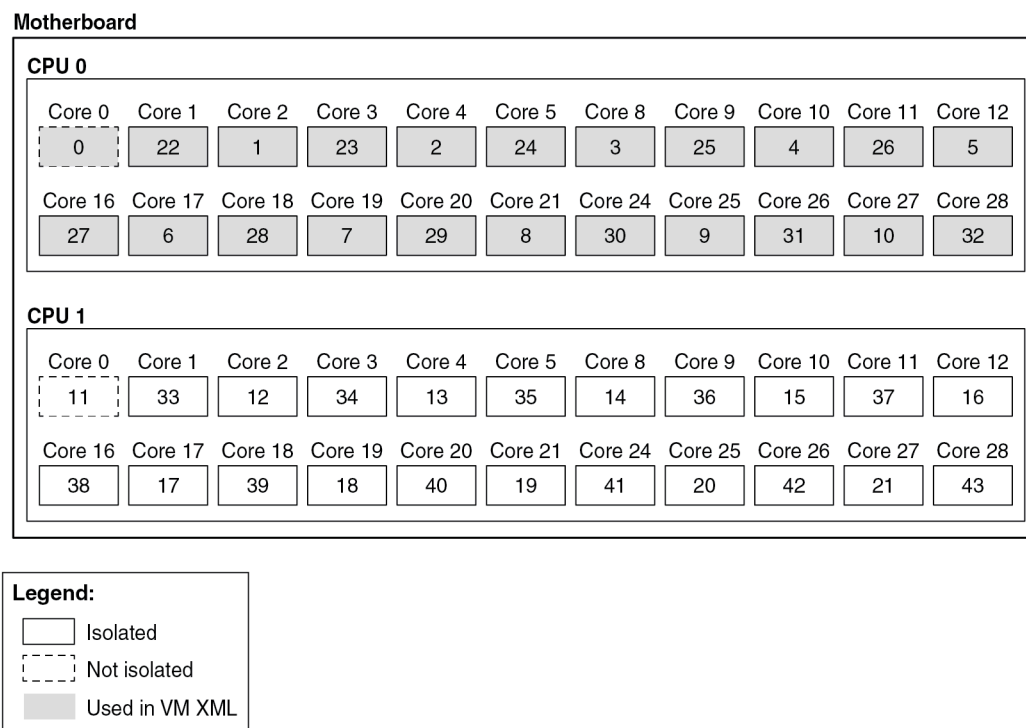 Motherboard
CPU 0
Core 0 Core 1 Core 2 Core 3 Core 4 Core 5 Core 8 Core 9 Core 10 Core 11 Core 12
0 22 1 23 2 24 3 25 4 26 5
Core 16 Core 17 Core 18 Core 19 Core 20 Core 21 Core 24 Core 25 Core 26 Core 27 Core 28
27 6 28 7 29 8 30 9 31 10 32
CPU 1
Core 0 Core 1 Core 2 Core 3 Core 4 Core 5 Core 8 Core 9 Core 10 Core 11 Core 12
11 33 12 34 13 35 14 36 15 37 16
Core 16 Core 17 Core 18 Core 19 Core 20 Core 21 Core 24 Core 25 Core 26 Core 27 Core 28
38 17 39 18 40 19 41 20 42 21 43
Legend:
Isolated
Not isolated
Used in VM XML